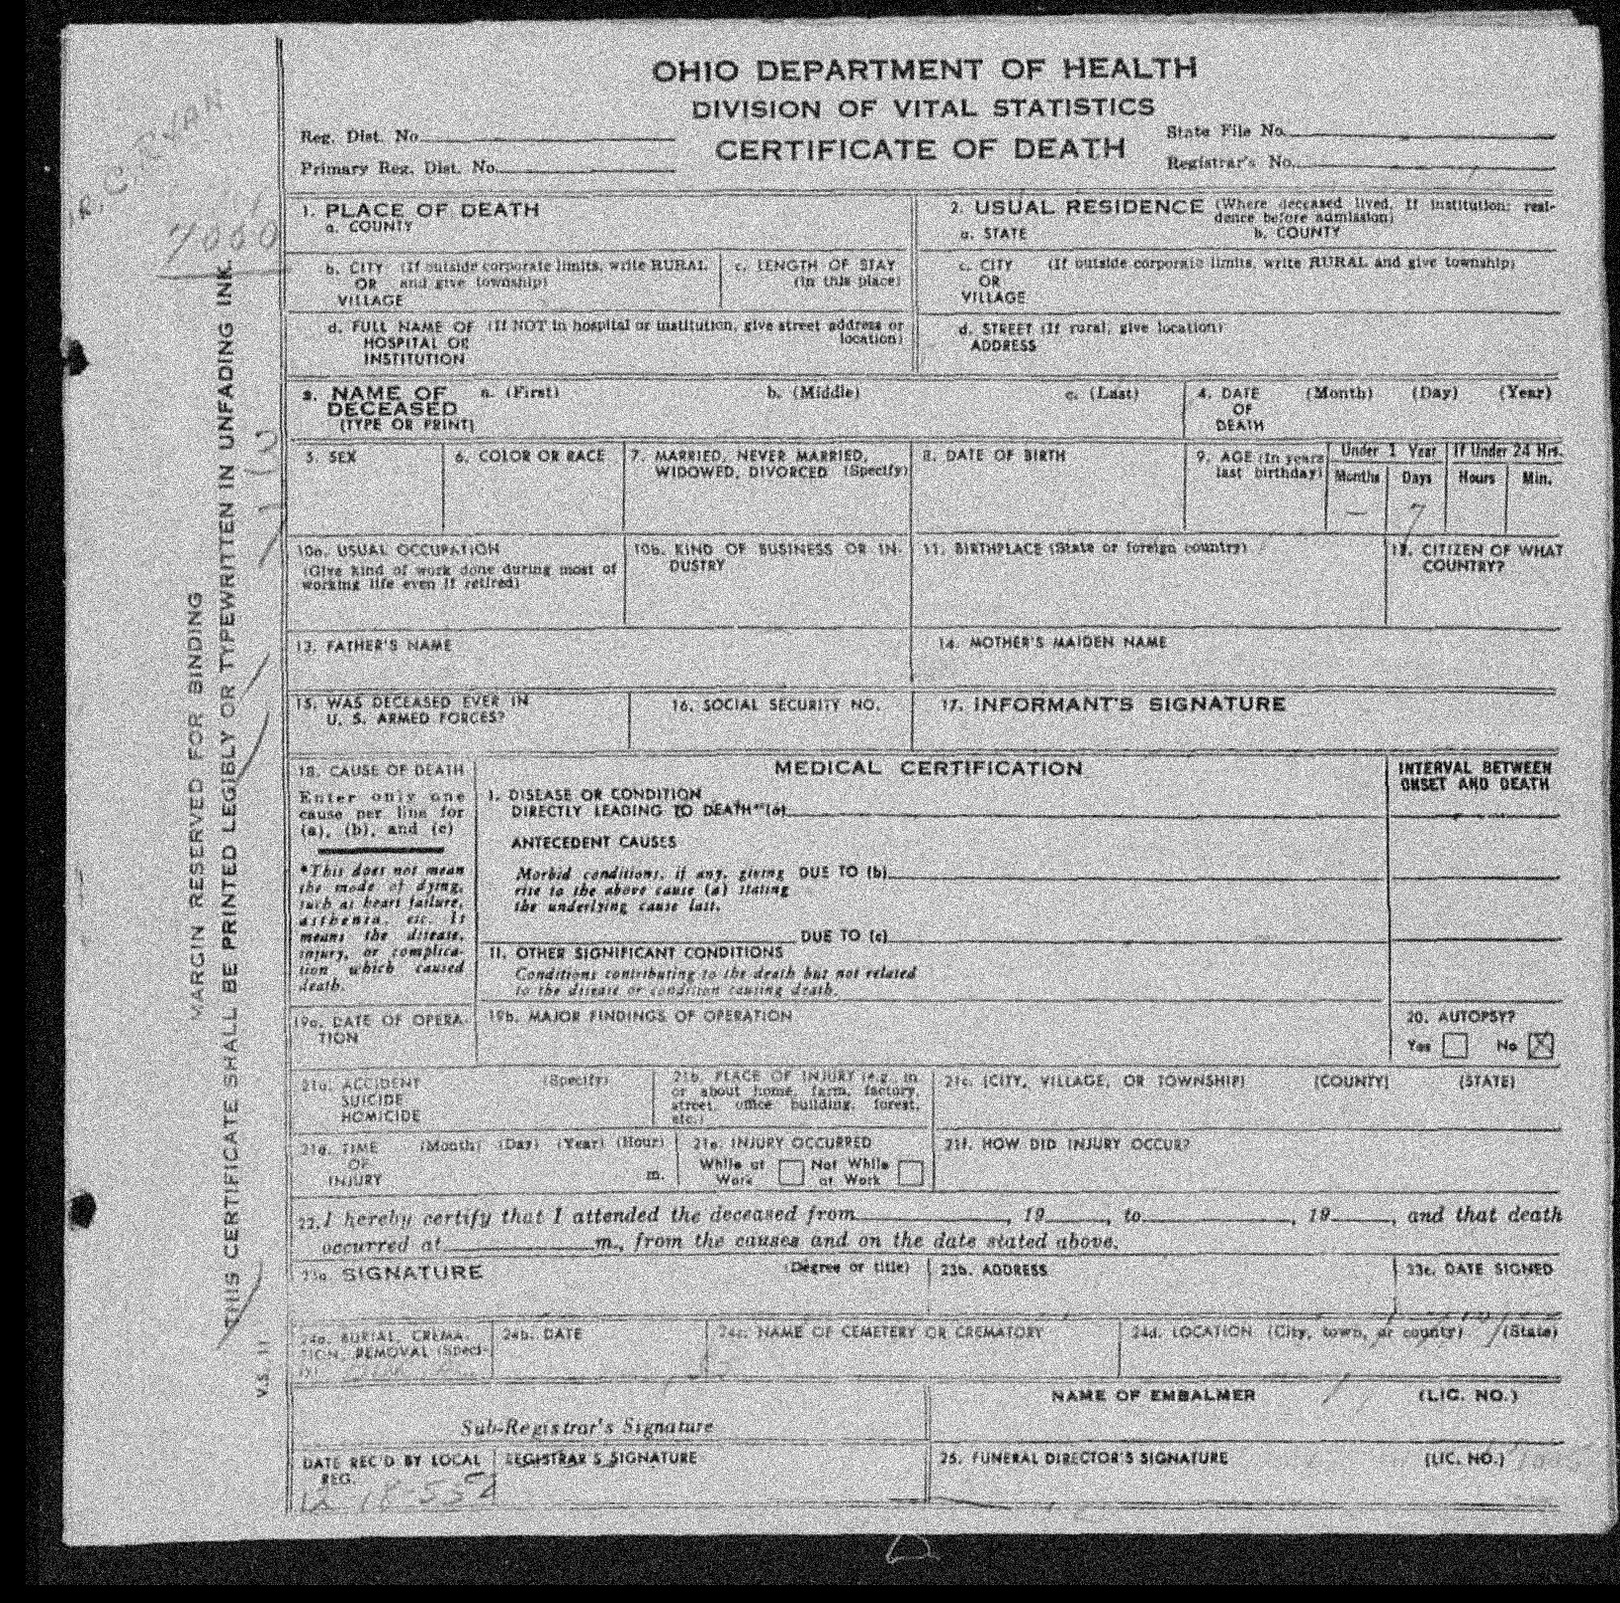 OHIO DEPARTMENT OF HEALTH
DIVISION OF VITAL STATISTICS
CERTIFICATE OF DEATH
Reg. Dist. No.
Primary Reg. Dist. No.
State File No.
Registrar's No.
1. PLACE OF DEATH
a. COUNTY
2. USUAL RESIDENCE (Where deceased lived. If institution: resi-
dence before admission)
a. STATE b. COUNTY
b. CITY (If outside corporate limits, write RURAL
OR and give township)
VILLAGE
c. LENGTH OF STAY
(in this place)
c. CITY (If outside corporate limits, write RURAL and give township)
OR
VILLAGE
d. FULL NAME OF (If NOT in hospital or institution, give street address or
HOSPITAL OR location)
INSTITUTION
d. STREET (If rural, give location)
ADDRESS
3. NAME OF a. (First) b. (Middle) c. (Last)
DECEASED
(TYPE OR PRINT)
4. DATE (Month) (Day) (Year)
OF
DEATH
5. SEX
6. COLOR OR RACE
7. MARRIED, NEVER MARRIED,
WIDOWED, DIVORCED (Specify)
8. DATE OF BIRTH
9. AGE (In years
last birthday)
Under 1 Year
Months Days
If Under 24 Hrs.
Hours Min.
— 7
10a. USUAL OCCUPATION
(Give kind of work done during most of
working life even if retired)
10b. KIND OF BUSINESS OR IN-
DUSTRY
11. BIRTHPLACE (State or foreign country)
12. CITIZEN OF WHAT
COUNTRY?
13. FATHER'S NAME
14. MOTHER'S MAIDEN NAME
15. WAS DECEASED EVER IN
U. S. ARMED FORCES?
16. SOCIAL SECURITY NO.
17. INFORMANT'S SIGNATURE
18. CAUSE OF DEATH
Enter only one
cause per line for
(a), (b), and (c)
*This does not mean
the mode of dying,
such as heart failure,
asthenia, etc. It
means the disease,
injury, or complica-
tion which caused
death.
MEDICAL CERTIFICATION
I. DISEASE OR CONDITION
DIRECTLY LEADING TO DEATH*(a)
ANTECEDENT CAUSES
Morbid conditions, if any, giving DUE TO (b)
rise to the above cause (a) stating
the underlying cause last.
DUE TO (c)
II. OTHER SIGNIFICANT CONDITIONS
Conditions contributing to the death but not related
to the disease or condition causing death.
INTERVAL BETWEEN
ONSET AND DEATH
19a. DATE OF OPERA-
TION
19b. MAJOR FINDINGS OF OPERATION
20. AUTOPSY?
Yes No X
21a. ACCIDENT (Specify)
SUICIDE
HOMICIDE
21b. PLACE OF INJURY (e.g. in
or about home, farm, factory,
street, office building, forest,
etc.)
21c. (CITY, VILLAGE, OR TOWNSHIP) (COUNTY) (STATE)
21d. TIME (Month) (Day) (Year) (Hour)
OF
INJURY m.
21e. INJURY OCCURRED
While at Not While
Work at Work
21f. HOW DID INJURY OCCUR?
22. I hereby certify that I attended the deceased from , 19 , to , 19 , and that death
occurred at m., from the causes and on the date stated above.
23a. SIGNATURE (Degree or title)
23b. ADDRESS
23c. DATE SIGNED
24a. BURIAL, CREMA-
TION, REMOVAL (Speci-
fy)
24b. DATE
24c. NAME OF CEMETERY OR CREMATORY
24d. LOCATION (City, town, or county) (State)
Sub-Registrar's Signature
NAME OF EMBALMER (LIC. NO.)
DATE REC'D BY LOCAL
REG.
REGISTRAR'S SIGNATURE
25. FUNERAL DIRECTOR'S SIGNATURE (LIC. NO.)
MARGIN RESERVED FOR BINDING
THIS CERTIFICATE SHALL BE PRINTED LEGIBLY OR TYPEWRITTEN IN UNFADING INK.
V.S. 11